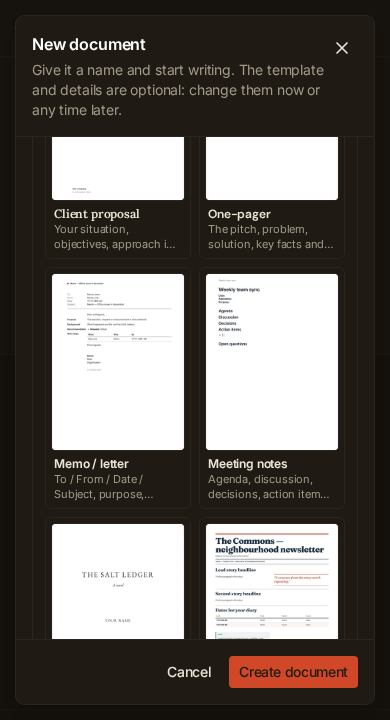 New document
Give it a name and start writing. The template
and details are optional: change them now or
any time later.
Client proposal
Your situation,
objectives, approach i...
One-pager
The pitch, problem,
solution, key facts and...
Weekly team sync
Agenda
Discussion
Decisions
Action items
Open questions
Memo / letter
To / From / Date /
Subject, purpose,...
Meeting notes
Agenda, discussion,
decisions, action item...
THE SALT LEDGER
A novel
YOUR NAME
The Commons —
neighbourhood newsletter
Lead story headline
Second story headline
Dates for your diary
Cancel
Create document